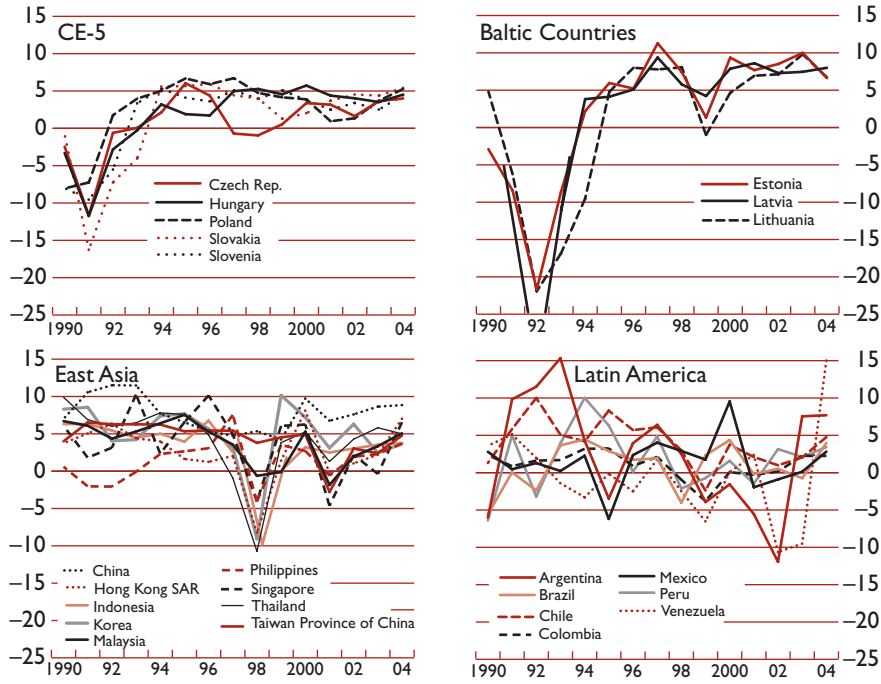 CE-5
15
10
5
0
−5
−10
−15
−20
−25
Czech Rep.
Hungary
Poland
Slovakia
Slovenia
1990 92 94 96 98 2000 02 04
Baltic Countries
15
10
5
0
−5
−10
−15
−20
−25
Estonia
Latvia
Lithuania
1990 92 94 96 98 2000 02 04
East Asia
15
10
5
0
−5
−10
−15
−20
−25
China
Hong Kong SAR
Indonesia
Korea
Malaysia
Philippines
Singapore
Thailand
Taiwan Province of China
1990 92 94 96 98 2000 02 04
Latin America
15
10
5
0
−5
−10
−15
−20
−25
Argentina
Brazil
Chile
Colombia
Mexico
Peru
Venezuela
1990 92 94 96 98 2000 02 04